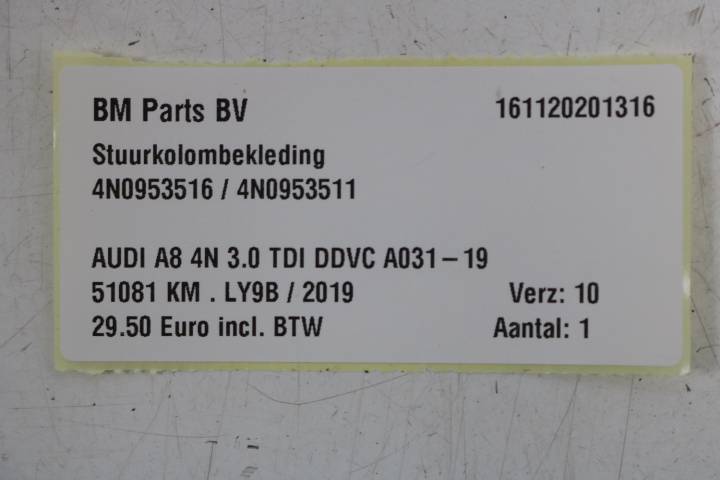 BM Parts BV 161120201316
Stuurkolombekleding
4N0953516 / 4N0953511
AUDI A8 4N 3.0 TDI DDVC A031-19
51081 KM . LY9B / 2019 Verz: 10
29.50 Euro incl. BTW Aantal: 1